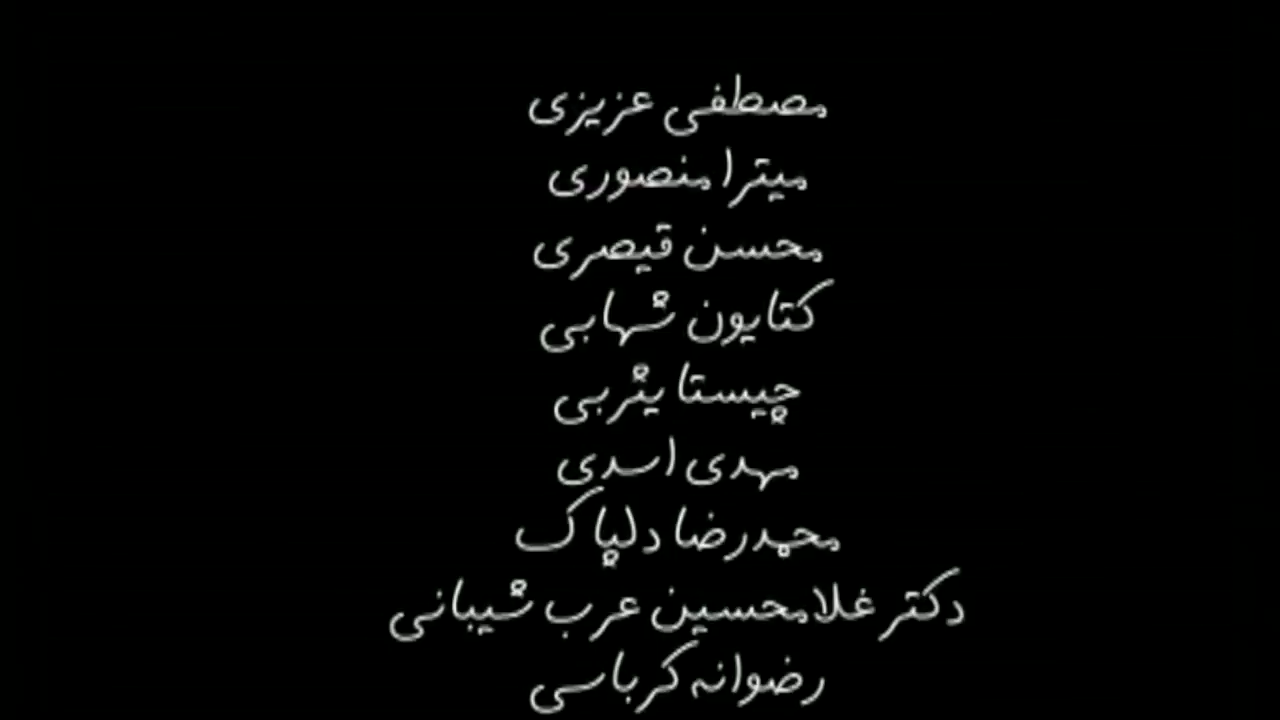 مصطفی عزیزی
میترا منصوری
محسن قیصری
کتایون شهابی
چیستا یثربی
مهدی اسدی
محمدرضا دلپاک
دکتر غلامحسین عرب شیبانی
رضوانه کرباسی